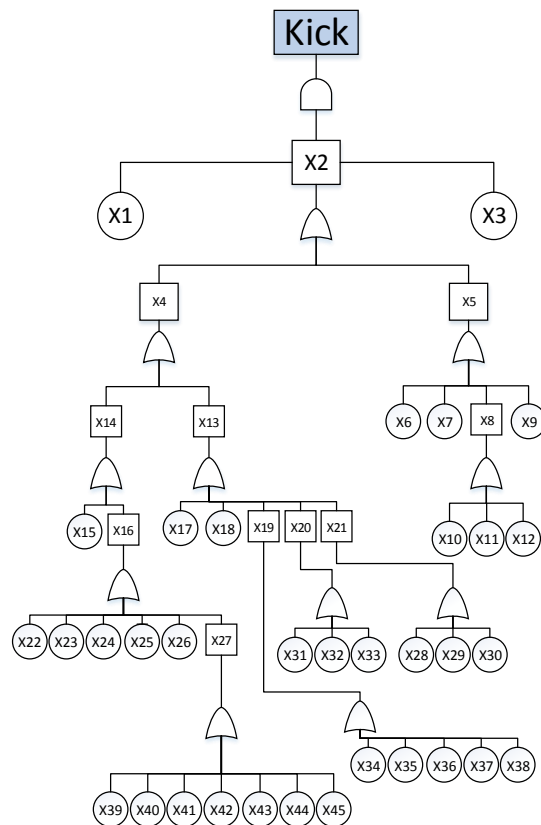 Kick
X2
X1 X3
X4 X5
X14 X13 X6 X7 X8 X9
X15 X16 X17 X18 X19 X20 X21 X10 X11 X12
X22 X23 X24 X25 X26 X27 X31 X32 X33 X28 X29 X30
X34 X35 X36 X37 X38
X39 X40 X41 X42 X43 X44 X45